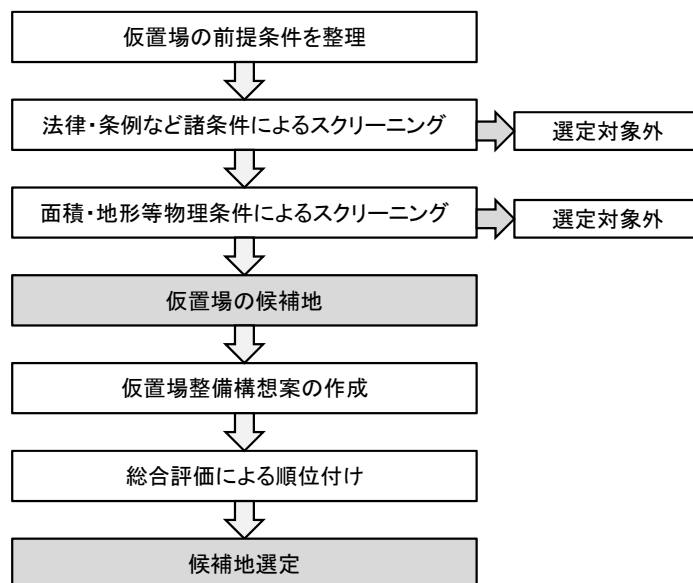 仮置場の前提条件を整理
法律・条例など諸条件によるスクリーニング
選定対象外
面積・地形等物理条件によるスクリーニング
選定対象外
仮置場の候補地
仮置場整備構想案の作成
総合評価による順位付け
候補地選定